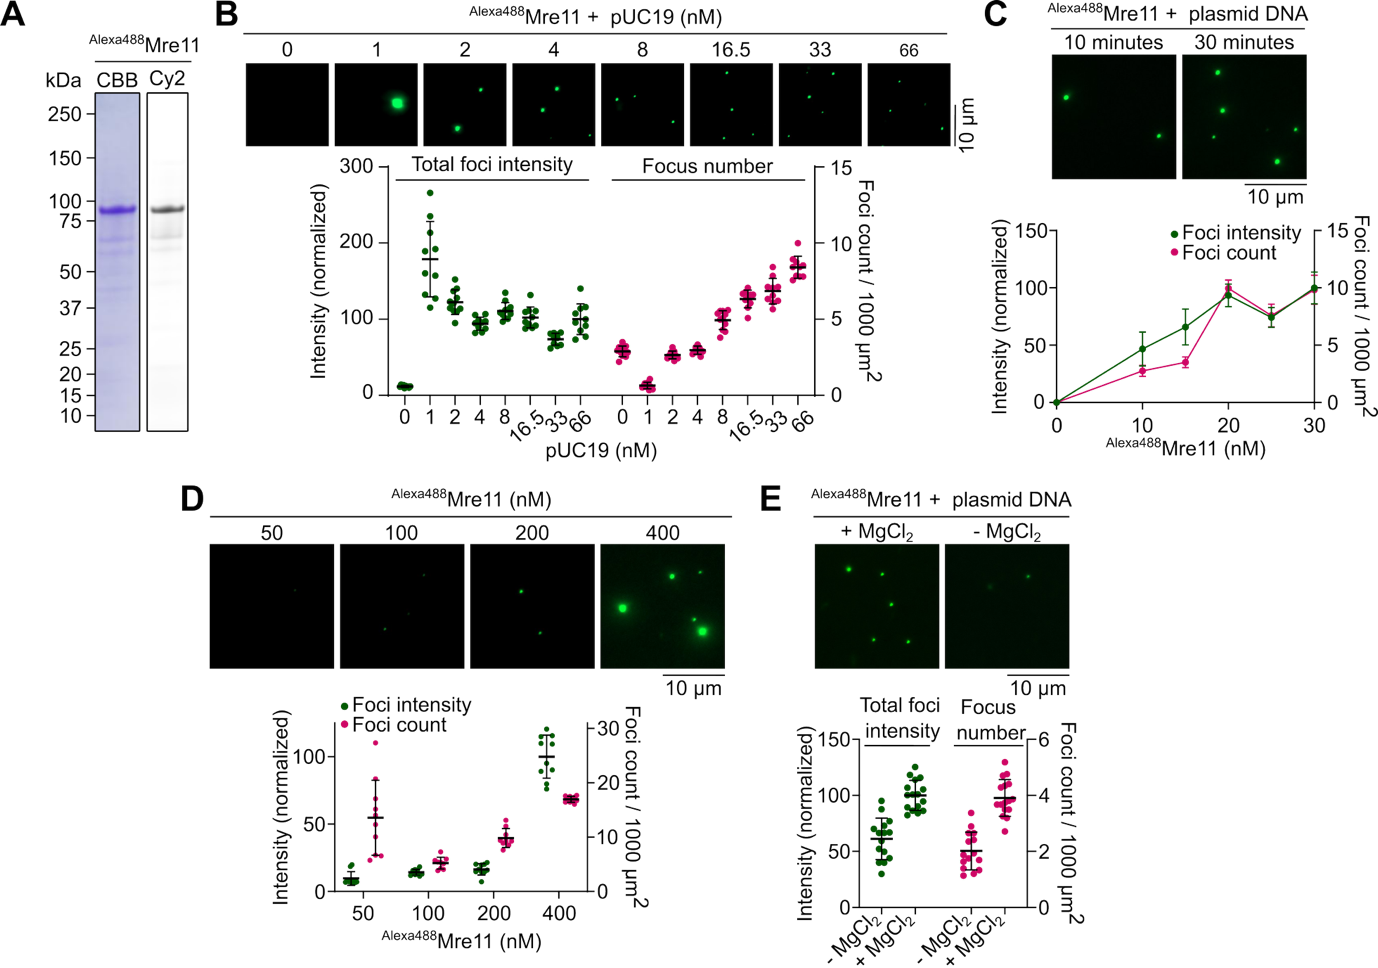 A
Alexa488Mre11
kDa CBB Cy2
250
150
100
75
50
37
25
20
15
10
B
Alexa488Mre11 + pUC19 (nM)
0 1 2 4 8 16.5 33 66
10 µm
Total foci intensity Focus number
Intensity (normalized)
300
200
100
0
15
10
5
0
Foci count / 1000 µm2
0 1 2 4 8 16.5 33 66 0 1 2 4 8 16.5 33 66
pUC19 (nM)
C
Alexa488Mre11 + plasmid DNA
10 minutes 30 minutes
10 µm
Foci intensity
Foci count
Intensity (normalized)
150
100
50
0
15
10
5
0
Foci count / 1000 µm2
0 10 20 30
Alexa488Mre11 (nM)
D
Alexa488Mre11 (nM)
50 100 200 400
10 µm
Foci intensity
Foci count
Intensity (normalized)
100
50
0
30
20
10
0
Foci count / 1000 µm2
50 100 200 400
Alexa488Mre11 (nM)
E
Alexa488Mre11 + plasmid DNA
+ MgCl2 - MgCl2
10 µm
Total foci intensity
Focus number
Intensity (normalized)
150
100
50
0
6
4
2
0
Foci count / 1000 µm2
- MgCl2 + MgCl2 - MgCl2 + MgCl2